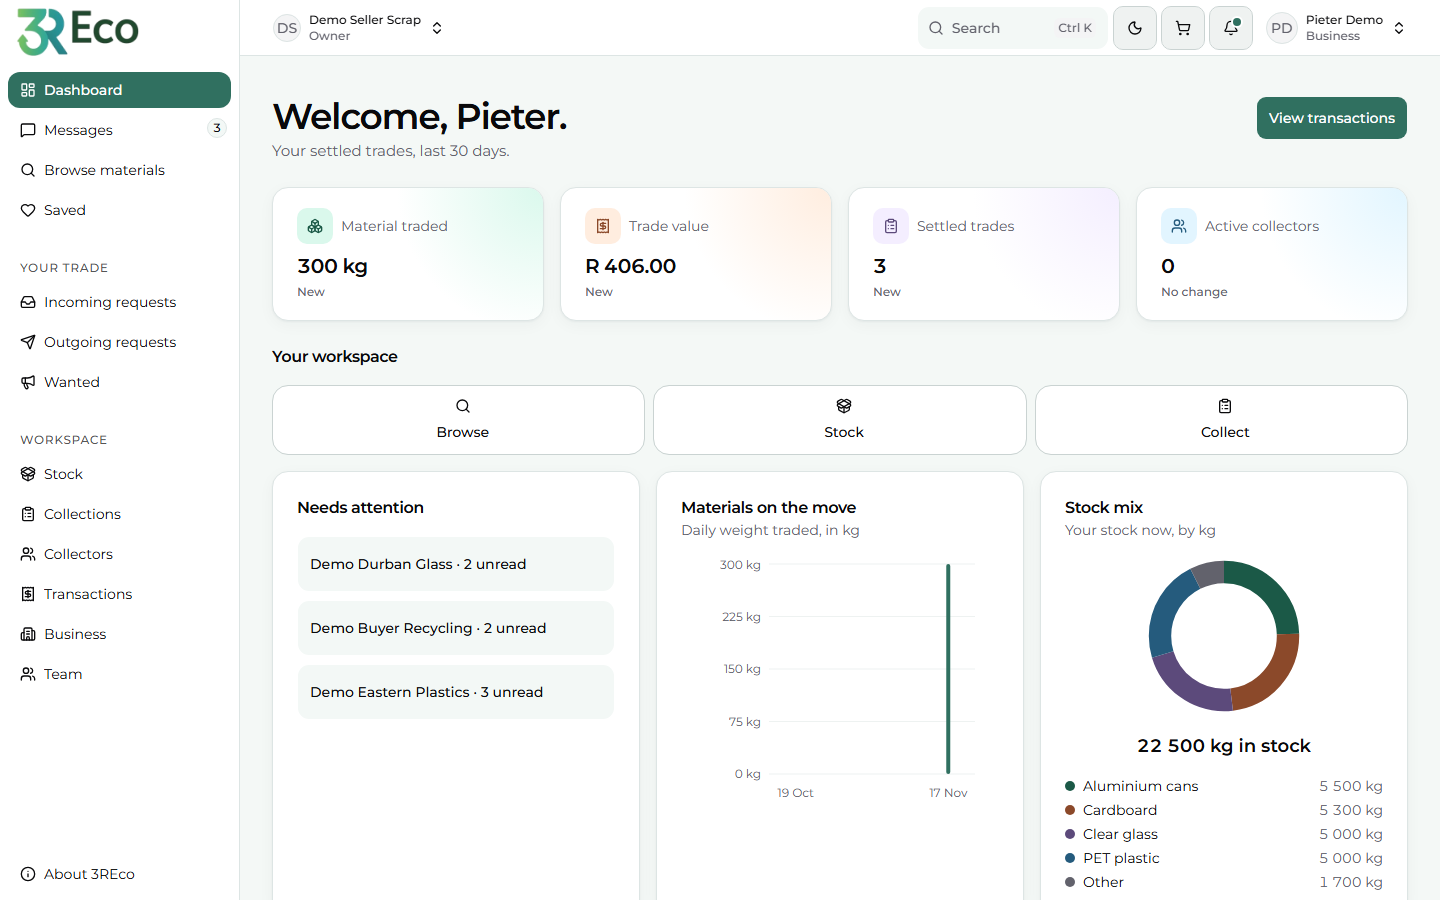 3REco
Dashboard
Messages 3
Browse materials
Saved
YOUR TRADE
Incoming requests
Outgoing requests
Wanted
WORKSPACE
Stock
Collections
Collectors
Transactions
Business
Team
About 3REco
DS Demo Seller Scrap
Owner
Search Ctrl K
PD Pieter Demo
Business
Welcome, Pieter.
Your settled trades, last 30 days.
View transactions
Material traded
300 kg
New
Trade value
R 406.00
New
Settled trades
3
New
Active collectors
0
No change
Your workspace
Browse
Stock
Collect
Needs attention
Demo Durban Glass · 2 unread
Demo Buyer Recycling · 2 unread
Demo Eastern Plastics · 3 unread
Materials on the move
Daily weight traded, in kg
300 kg
225 kg
150 kg
75 kg
0 kg
19 Oct 17 Nov
Stock mix
Your stock now, by kg
22 500 kg in stock
Aluminium cans 5 500 kg
Cardboard 5 300 kg
Clear glass 5 000 kg
PET plastic 5 000 kg
Other 1 700 kg